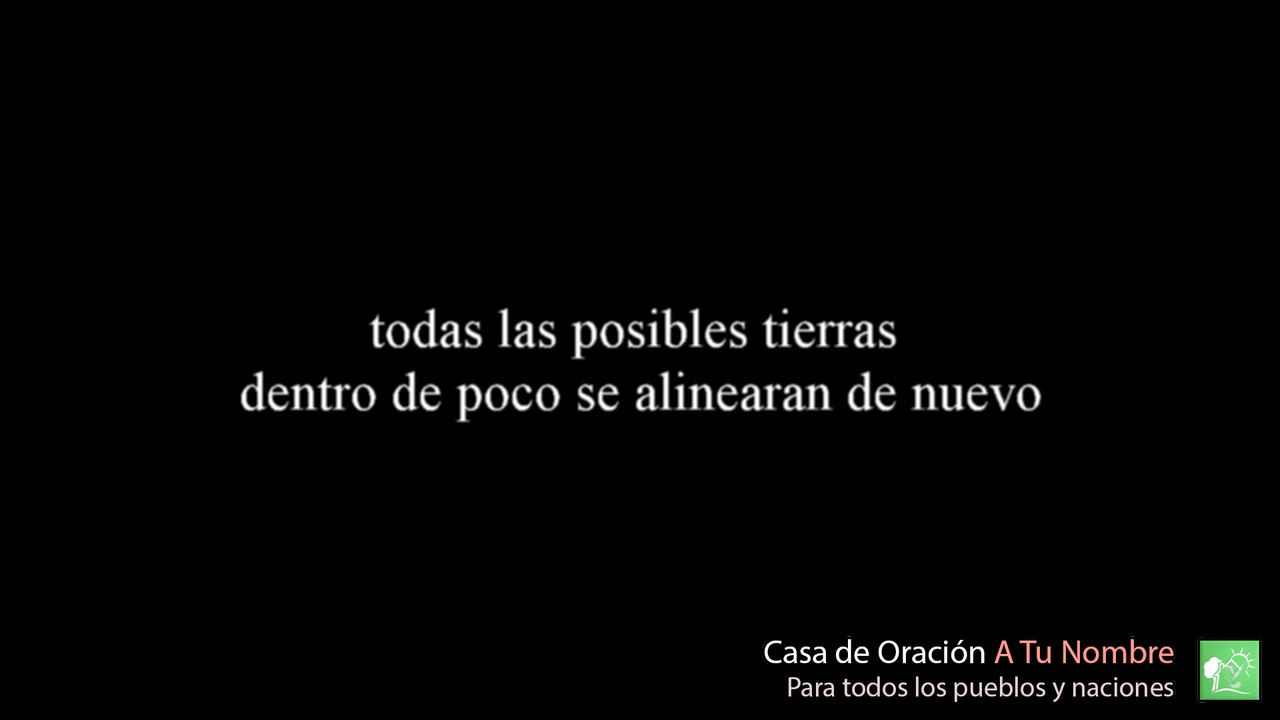 todas las posibles tierras
dentro de poco se alinearan de nuevo
Casa de Oración A Tu Nombre
Para todos los pueblos y naciones